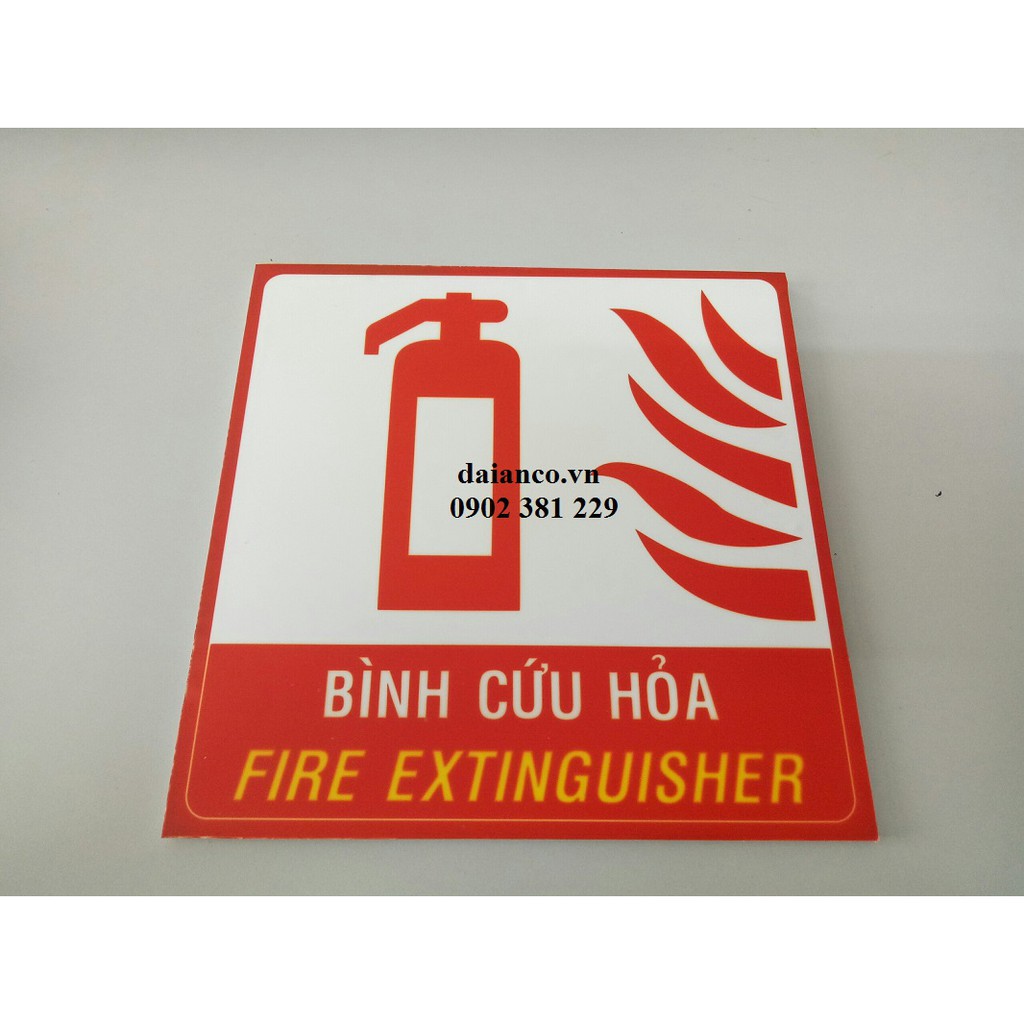 daianco.vn
0902 381 229
BÌNH CỨU HỎA
FIRE EXTINGUISHER